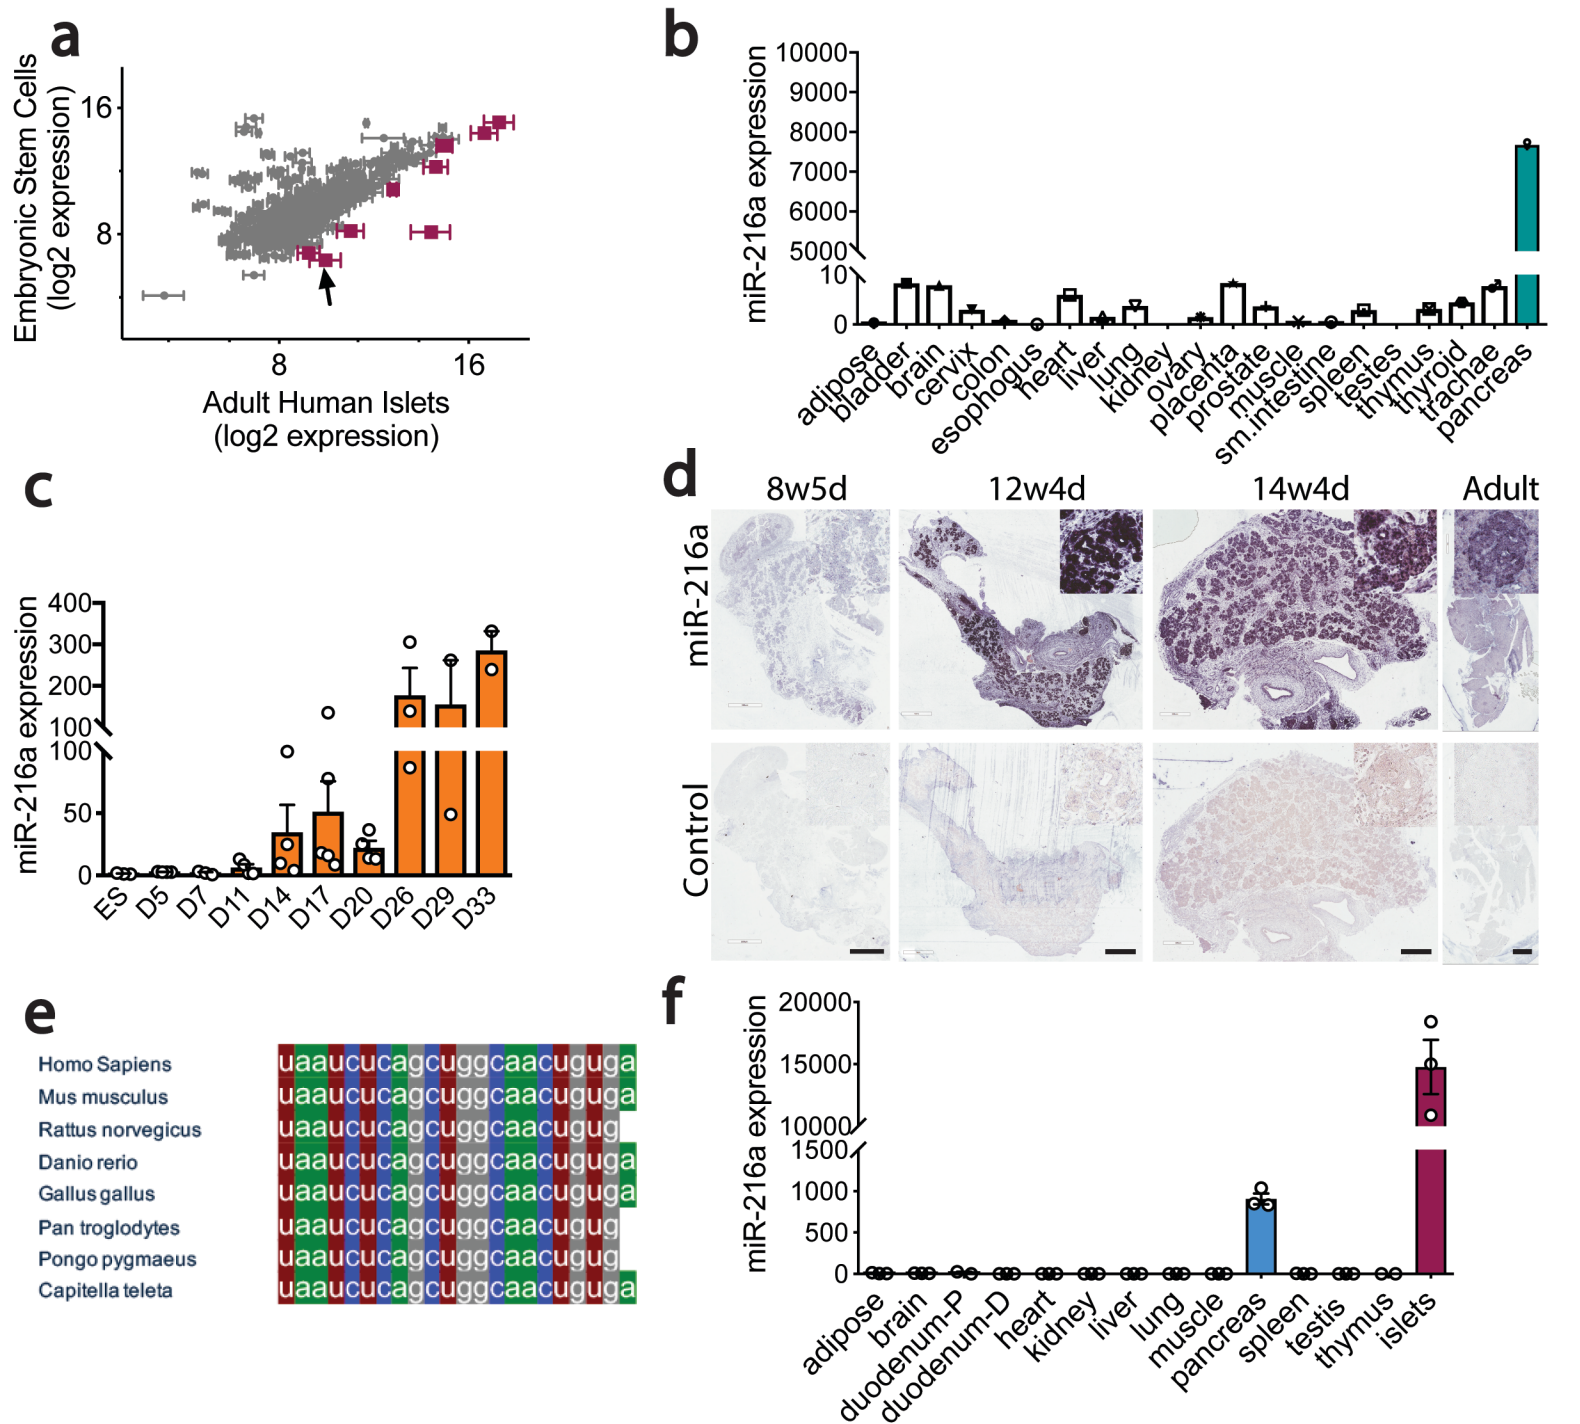 a
Embryonic Stem Cells
(log2 expression)
16
8
8
16
Adult Human Islets
(log2 expression)
b
miR-216a expression
10000
9000
8000
7000
6000
5000
10
0
adipose
bladder
brain
cervix
colon
esophogus
heart
liver
lung
kidney
ovary
placenta
prostate
muscle
sm.intestine
spleen
testes
thymus
thyroid
trachae
pancreas
c
miR-216a expression
400
300
200
100
100
50
0
ES
D5
D7
D11
D14
D17
D20
D26
D29
D33
d
8w5d
12w4d
14w4d
Adult
miR-216a
Control
e
Homo Sapiens uaaucucagcuggcaacuguga
Mus musculus uaaucucagcuggcaacuguga
Rattus norvegicus uaaucucagcuggcaacugug
Danio rerio uaaucucagcuggcaacuguga
Gallus gallus uaaucucagcuggcaacuguga
Pan troglodytes uaaucucagcuggcaacugug
Pongo pygmaeus uaaucucagcuggcaacugug
Capitella teleta uaaucucagcuggcaacuguga
f
miR-216a expression
20000
15000
10000
1500
1000
500
0
adipose
brain
duodenum-P
duodenum-D
heart
kidney
liver
lung
muscle
pancreas
spleen
testis
thymus
islets